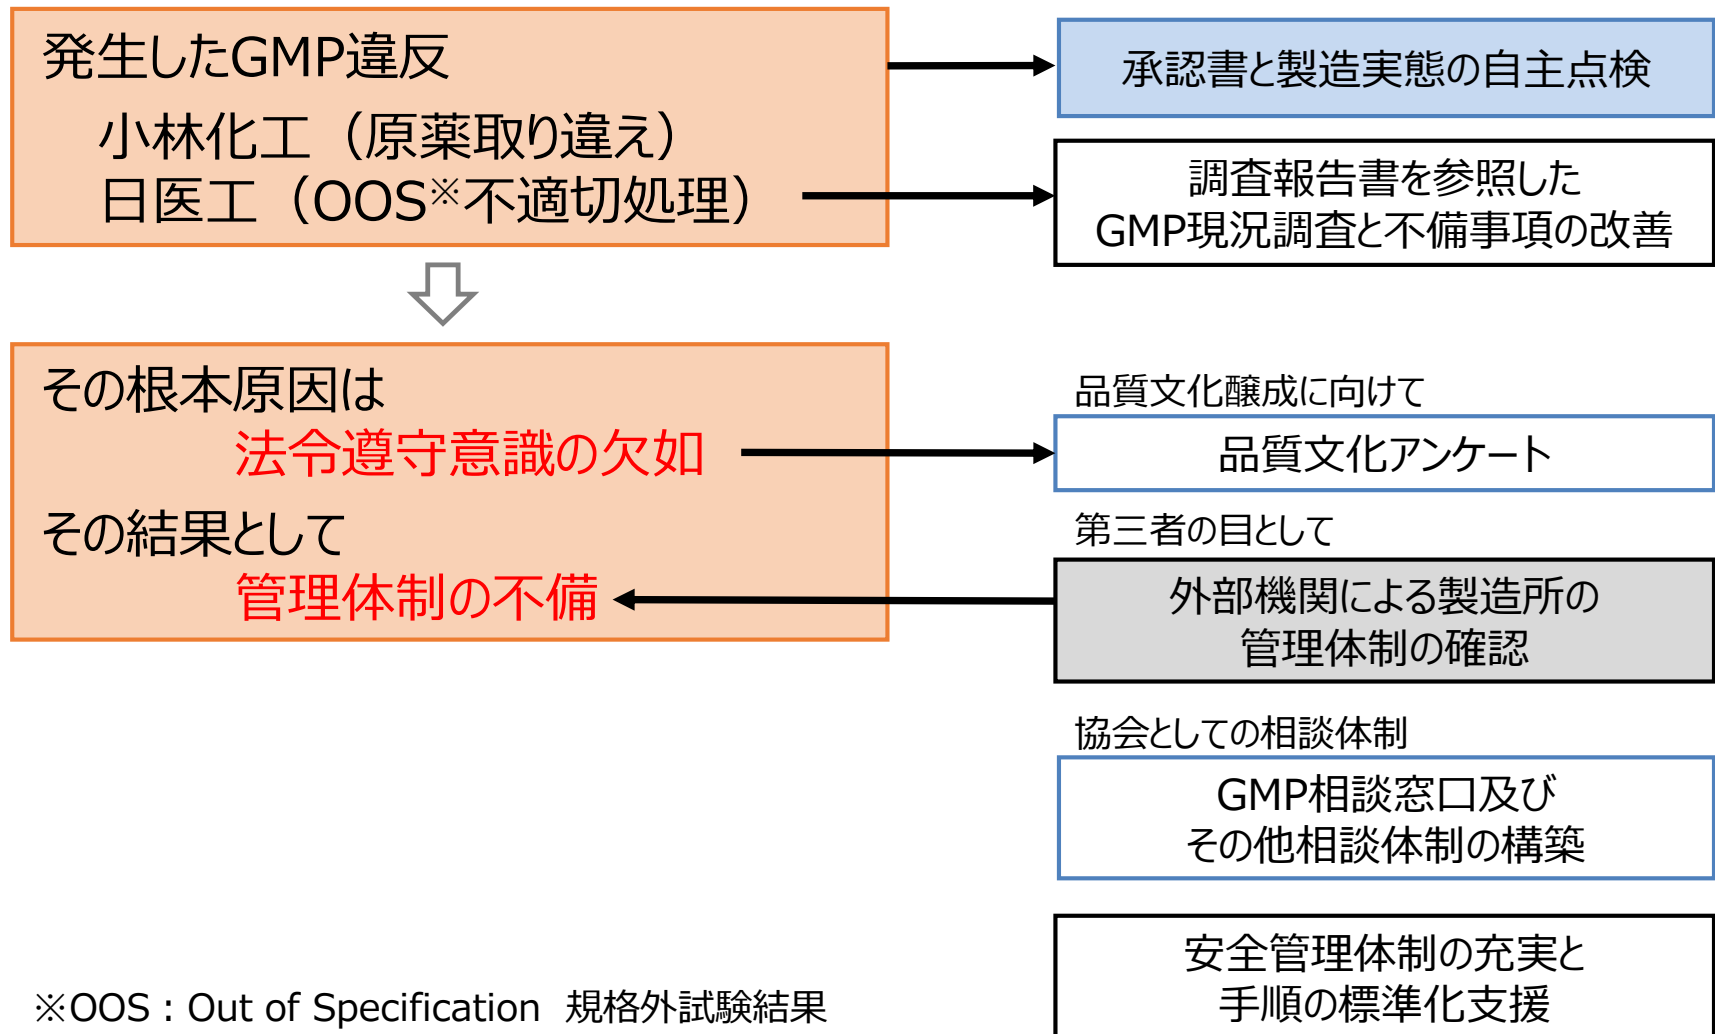 発生したGMP違反
小林化工（原薬取り違え）
日医工（OOS※不適切処理）
承認書と製造実態の自主点検
調査報告書を参照した
GMP現況調査と不備事項の改善
その根本原因は
法令遵守意識の欠如
その結果として
管理体制の不備
品質文化醸成に向けて
品質文化アンケート
第三者の目として
外部機関による製造所の
管理体制の確認
協会としての相談体制
GMP相談窓口及び
その他相談体制の構築
安全管理体制の充実と
手順の標準化支援
※OOS：Out of Specification 規格外試験結果